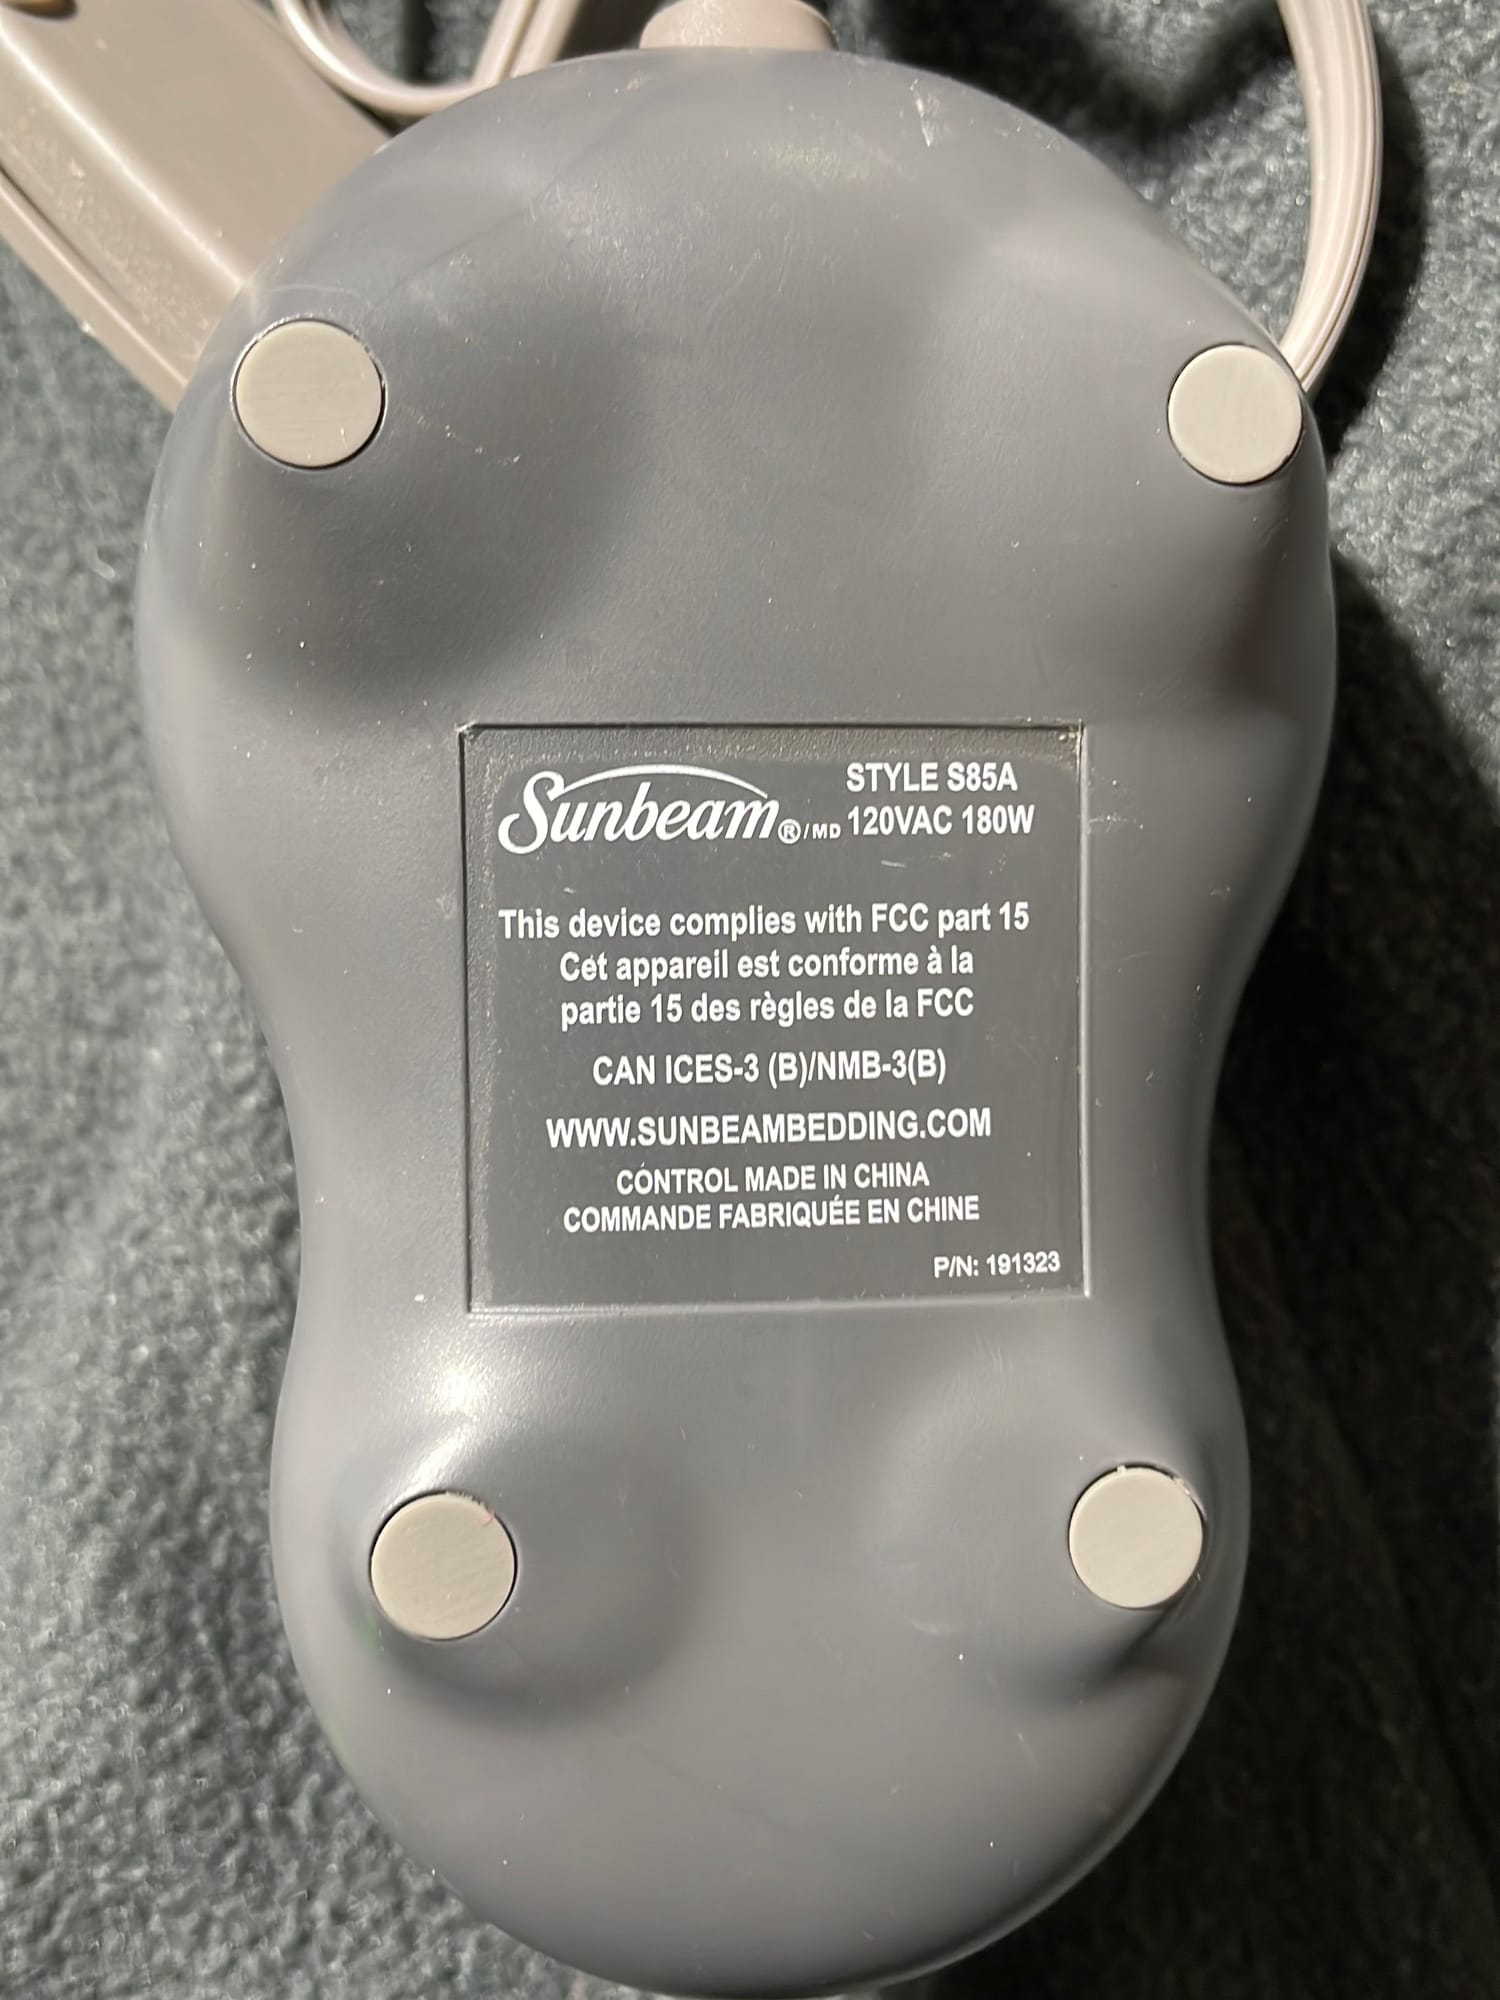 Sunbeam®/MD STYLE S85A
120VAC 180W
This device complies with FCC part 15
Cet appareil est conforme à la
partie 15 des règles de la FCC
CAN ICES-3 (B)/NMB-3(B)
WWW.SUNBEAMBEDDING.COM
CONTROL MADE IN CHINA
COMMANDE FABRIQUÉE EN CHINE
P/N: 191323